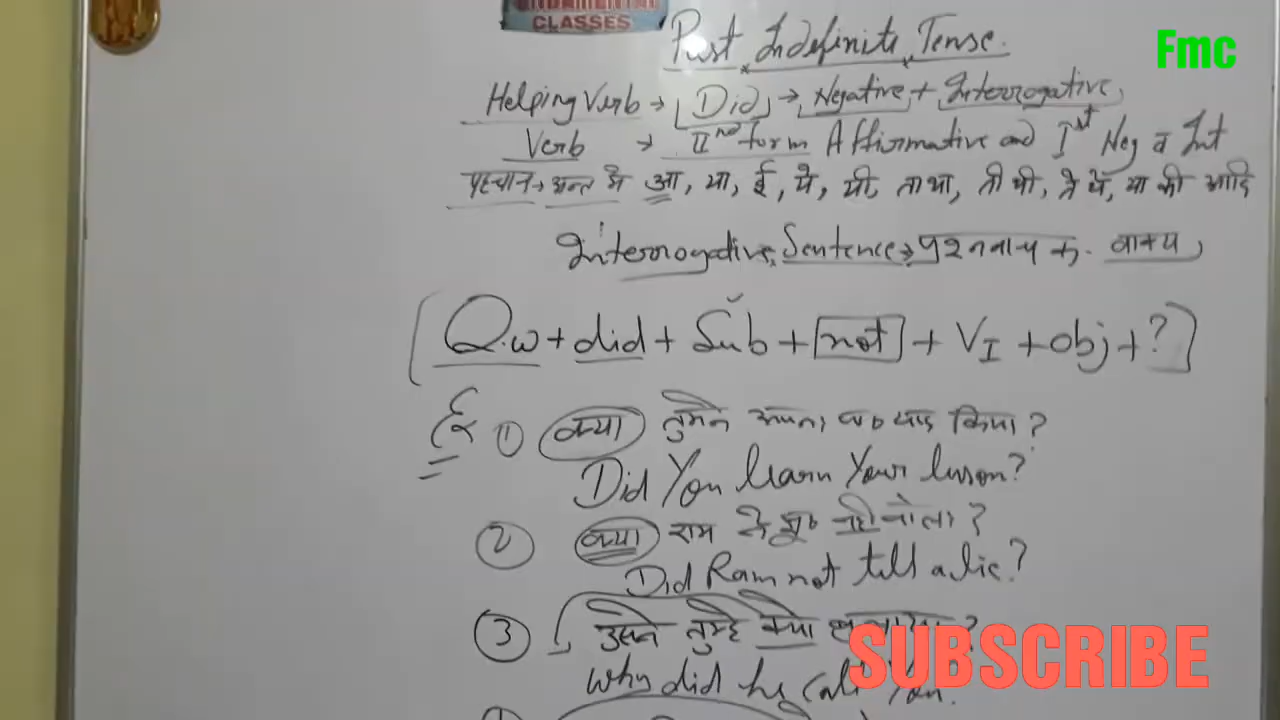 FUNDAMENTAL
CLASSES
Fmc
Past Indefinite Tense.
Helping Verb → Did → Negative + Interrogative,
Verb → IInd form Affirmative and Ist Neg व Int
पहचान → अन्त मे आ, या, ई, ये, यी, ता था, ती थी, ते थे, या की आदि
Interrogative Sentence → प्रश्नवाचक वाक्य,
[Q.w + did + Sub + not + V I + obj + ?]
Ex ① क्या तुमने अपना पाठ याद किया?
Did You learn Your lesson?
② क्या राम ने झूठ नही बोला?
Did Ram not tell a lie?
③ उसने तुम्हे क्यो ?
Why did he call You.
SUBSCRIBE